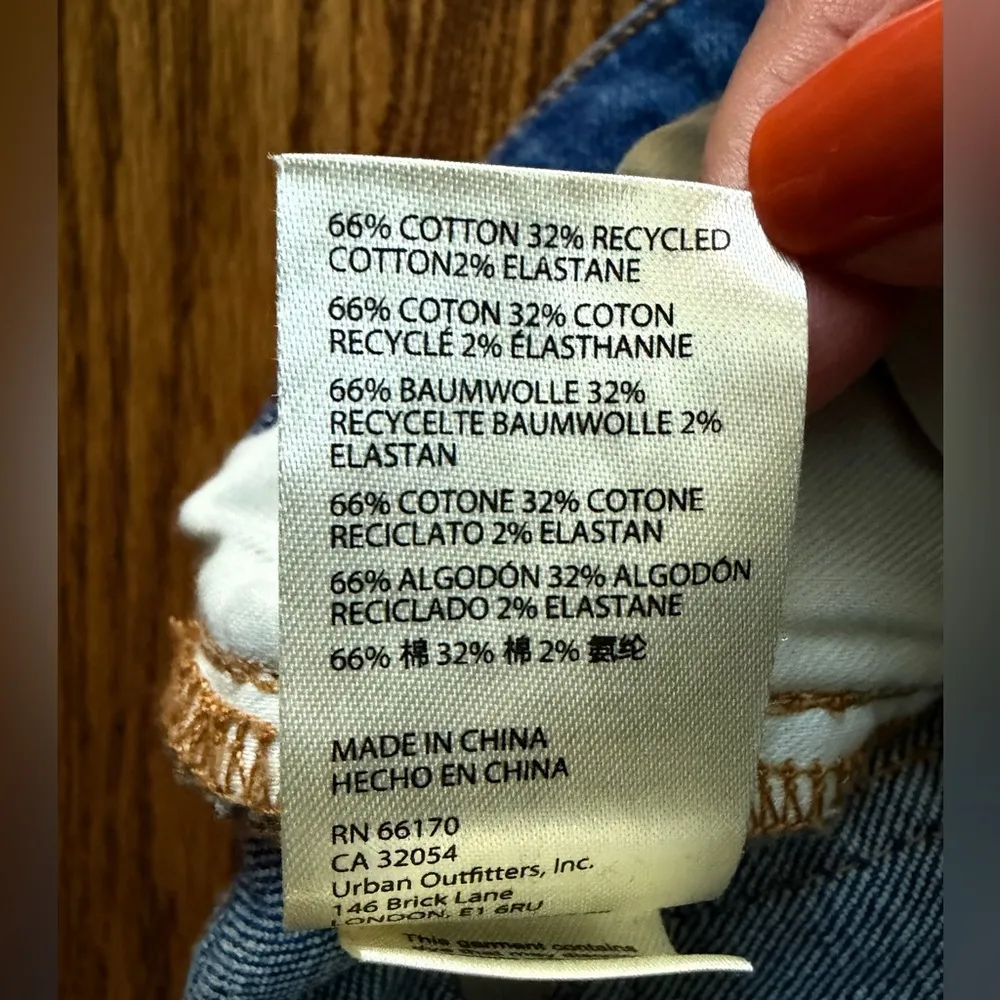 66% COTTON 32% RECYCLED
COTTON2% ELASTANE
66% COTON 32% COTON
RECYCLÉ 2% ÉLASTHANNE
66% BAUMWOLLE 32%
RECYCELTE BAUMWOLLE 2%
ELASTAN
66% COTONE 32% COTONE
RECICLATO 2% ELASTAN
66% ALGODÓN 32% ALGODÓN
RECICLADO 2% ELASTANE
66% 棉 32% 棉 2% 氨纶
MADE IN CHINA
HECHO EN CHINA
RN 66170
CA 32054
Urban Outfitters, Inc.
146 Brick Lane
LONDON, E1 6RU
This garment contains